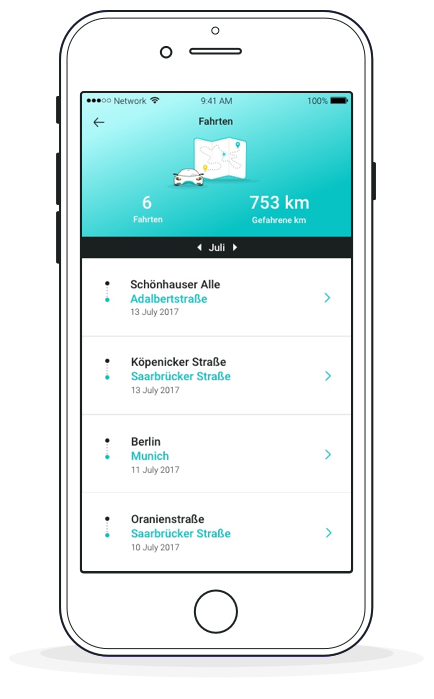 Network 9:41 AM 100%
Fahrten
6 753 km
Fahrten Gefahrene km
Juli
Schönhauser Alle
Adalbertstraße
13 July 2017
Köpenicker Straße
Saarbrücker Straße
13 July 2017
Berlin
Munich
11 July 2017
Oranienstraße
Saarbrücker Straße
10 July 2017